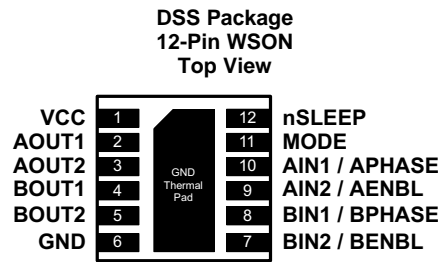 DSS Package
12-Pin WSON
Top View
VCC 1 12 nSLEEP
AOUT1 2 11 MODE
AOUT2 3 10 AIN1 / APHASE
BOUT1 4 9 AIN2 / AENBL
BOUT2 5 8 BIN1 / BPHASE
GND 6 7 BIN2 / BENBL
GND
Thermal
Pad